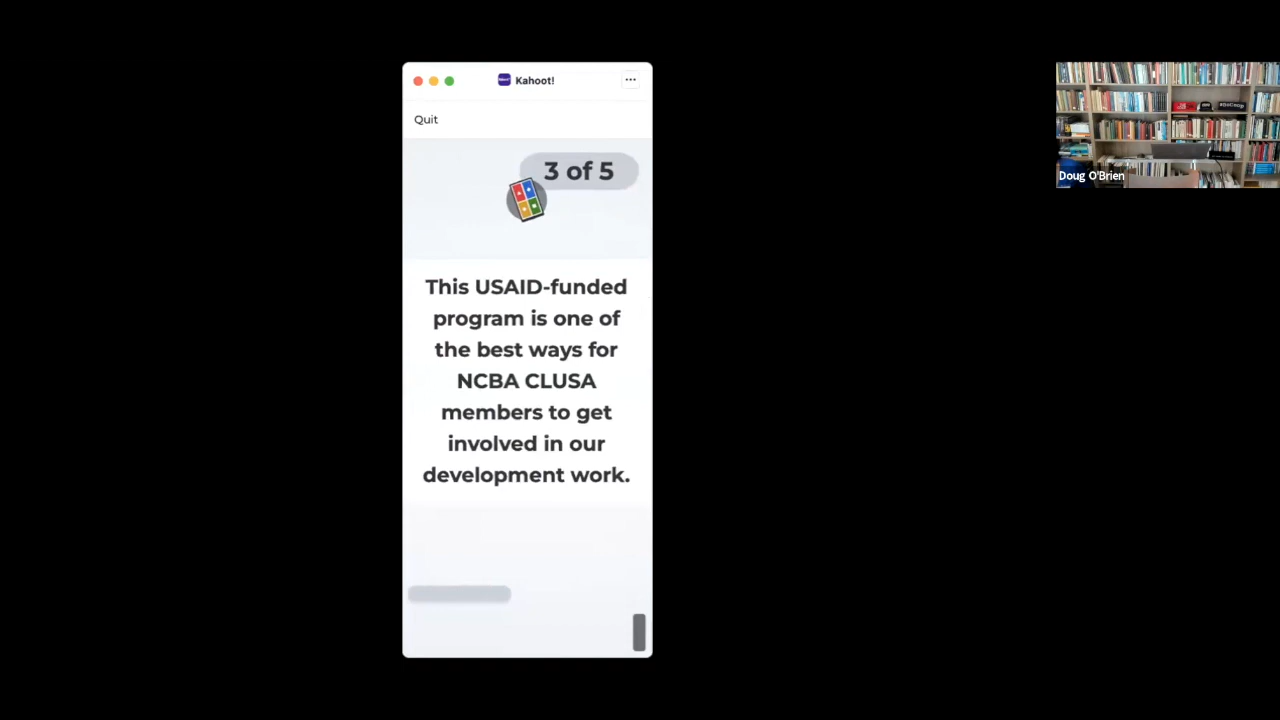 Kahoot!
Quit
3 of 5
This USAID-funded
program is one of
the best ways for
NCBA CLUSA
members to get
involved in our
development work.
Doug O'Brien